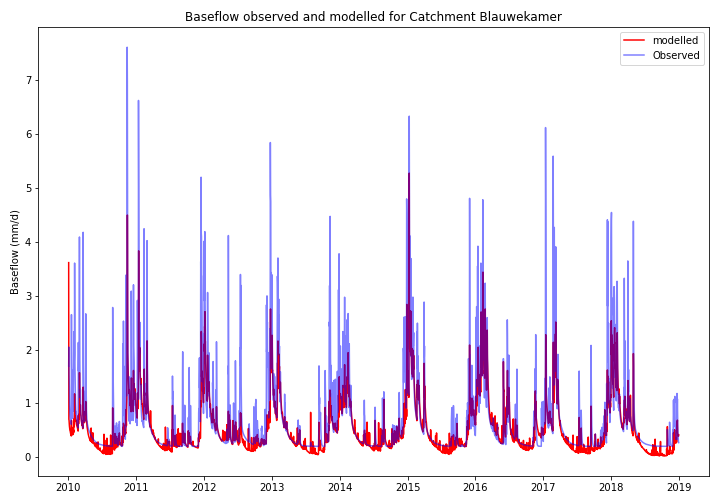 Baseflow observed and modelled for Catchment Blauwekamer
modelled
Observed
Baseflow (mm/d)
7
6
5
4
3
2
1
0
2010 2011 2012 2013 2014 2015 2016 2017 2018 2019